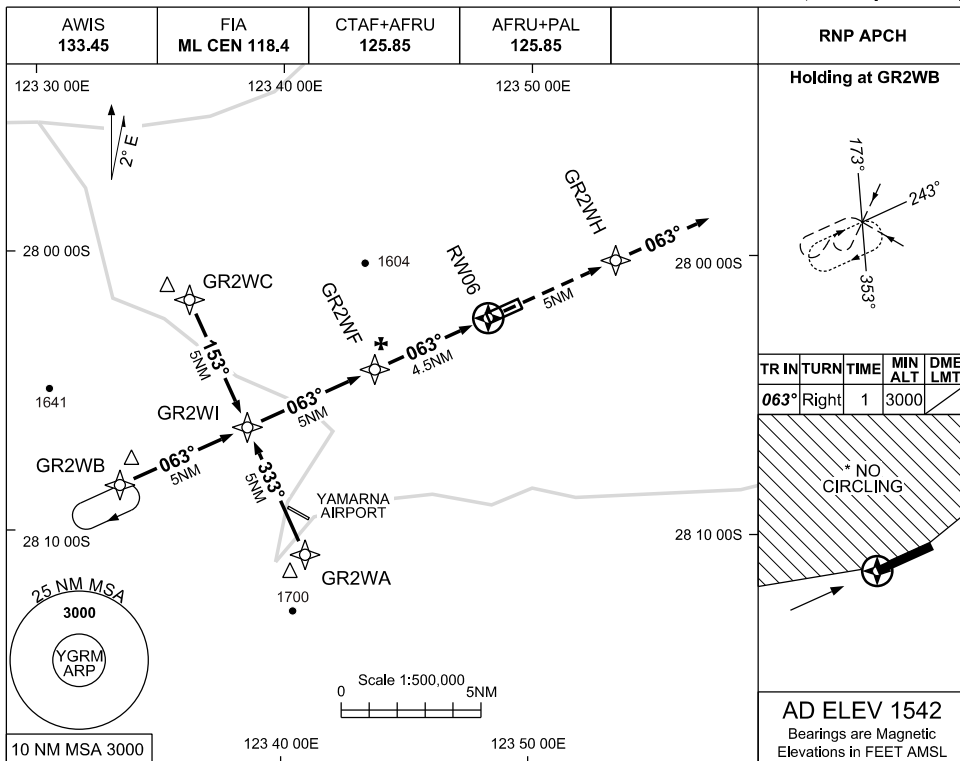 AWIS
133.45
FIA
ML CEN 118.4
CTAF+AFRU
125.85
AFRU+PAL
125.85
RNP APCH
123 30 00E
123 40 00E
123 50 00E
Holding at GR2WB
2° E
173°
243°
353°
GR2WH
063°
28 00 00S
1604
RW06
28 00 00S
5NM
GR2WC
GR2WF
063°
4.5NM
153°
5NM
TR IN TURN TIME MIN ALT DME LMT
063° Right 1 3000
1641
GR2WI
063°
5NM
GR2WB
063°
5NM
333°
5NM
* NO
CIRCLING
YAMARNA
AIRPORT
28 10 00S
28 10 00S
GR2WA
1700
25 NM MSA
3000
YGRM
ARP
Scale 1:500,000
0 5NM
10 NM MSA 3000
123 40 00E
123 50 00E
AD ELEV 1542
Bearings are Magnetic
Elevations in FEET AMSL